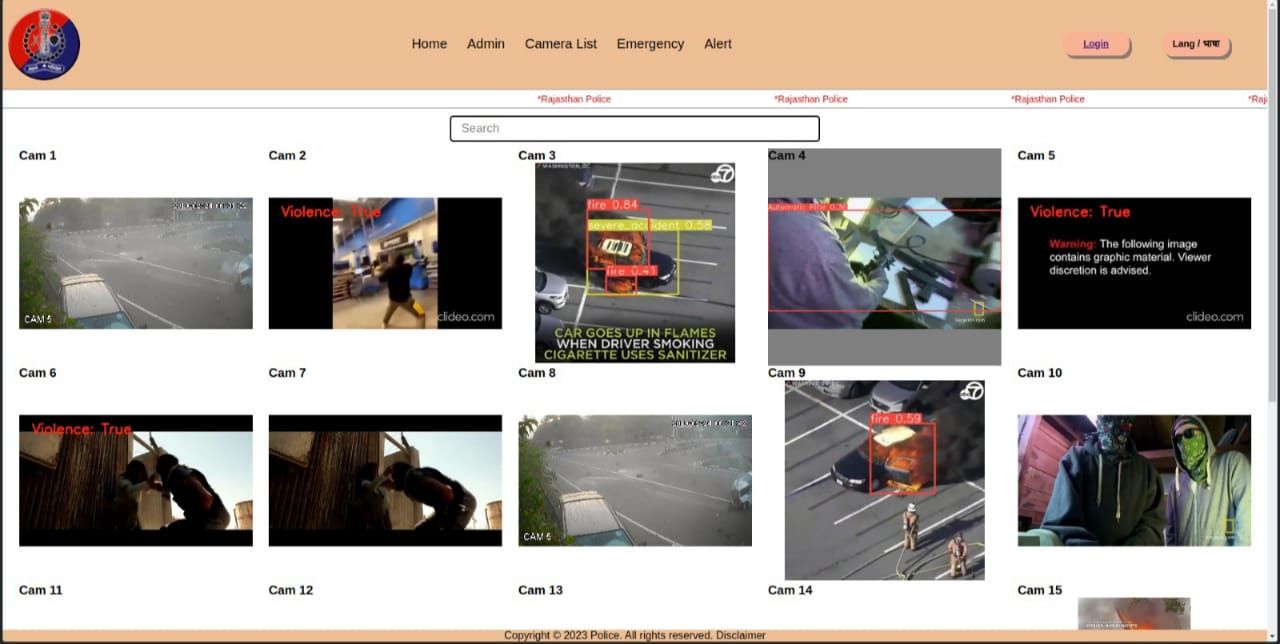 Home Admin Camera List Emergency Alert Login Lang / भाषा
*Rajasthan Police *Rajasthan Police *Rajasthan Police *Raj
Search
Cam 1 Cam 2 Cam 3 Cam 4 Cam 5
CAM 5
Violence: True
clideo.com
fire 0.84
severe_accident 0.58
fire 0.41
CAR GOES UP IN FLAMES
WHEN DRIVER SMOKING
CIGARETTE USES SANITIZER
Automatic Rifle
Violence: True
Warning: The following image
contains graphic material. Viewer
discretion is advised.
clideo.com
Cam 6 Cam 7 Cam 8 Cam 9 Cam 10
Violence: True
CAM 5
fire 0.59
Cam 11 Cam 12 Cam 13 Cam 14 Cam 15
Copyright © 2023 Police. All rights reserved. Disclaimer